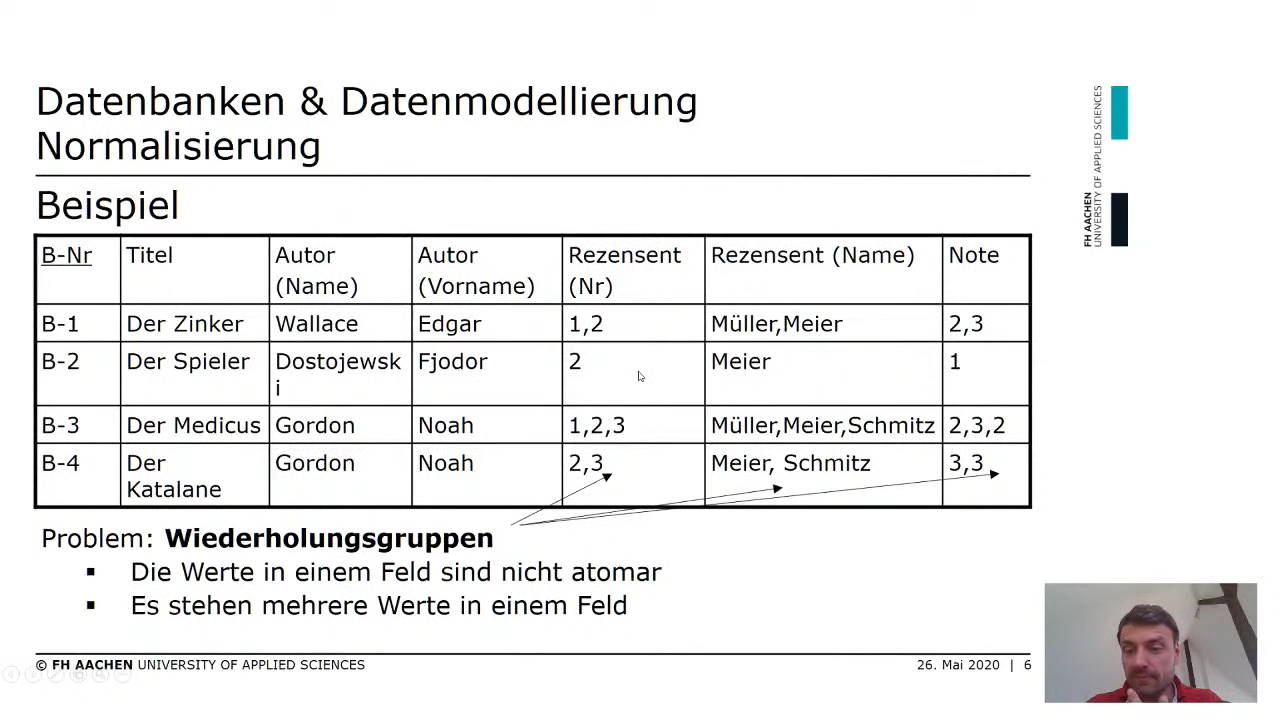 Datenbanken & Datenmodellierung
Normalisierung
Beispiel
B-Nr Titel Autor (Name) Autor (Vorname) Rezensent (Nr) Rezensent (Name) Note
B-1 Der Zinker Wallace Edgar 1,2 Müller,Meier 2,3
B-2 Der Spieler Dostojewski Fjodor 2 Meier 1
B-3 Der Medicus Gordon Noah 1,2,3 Müller,Meier,Schmitz 2,3,2
B-4 Der Katalane Gordon Noah 2,3 Meier, Schmitz 3,3
Problem: Wiederholungsgruppen
▪ Die Werte in einem Feld sind nicht atomar
▪ Es stehen mehrere Werte in einem Feld
© FH AACHEN UNIVERSITY OF APPLIED SCIENCES
26. Mai 2020 | 6
FH AACHEN
UNIVERSITY OF APPLIED SCIENCES